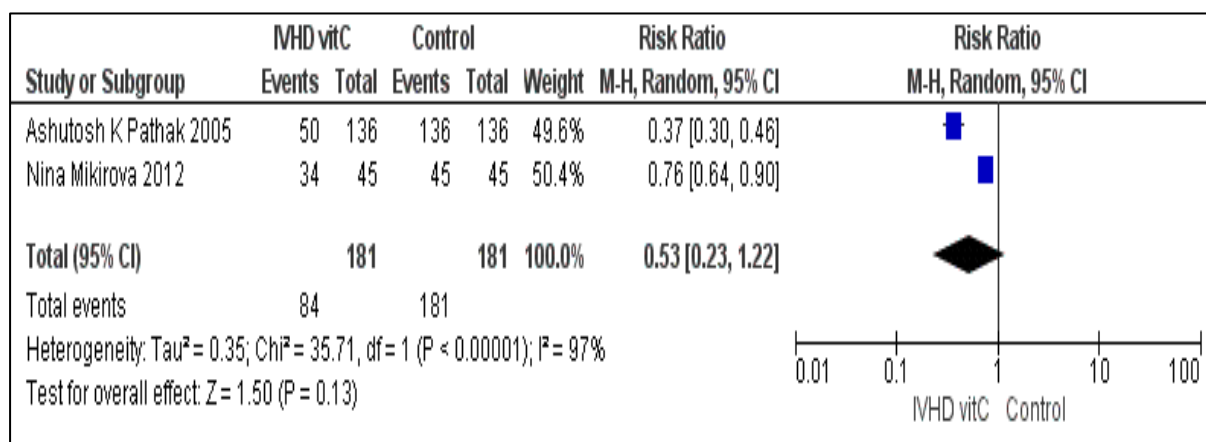 IVHD vitC Control Risk Ratio Risk Ratio
Study or Subgroup Events Total Events Total Weight M-H, Random, 95% CI M-H, Random, 95% CI
Ashutosh K Pathak 2005 50 136 136 136 49.6% 0.37 [0.30, 0.46]
Nina Mikirova 2012 34 45 45 45 50.4% 0.76 [0.64, 0.90]
Total (95% CI) 181 181 100.0% 0.53 [0.23, 1.22]
Total events 84 181
Heterogeneity: Tau² = 0.35; Chi² = 35.71, df = 1 (P < 0.00001); I² = 97%
Test for overall effect: Z = 1.50 (P = 0.13)
0.01 0.1 1 10 100
IVHD vitC Control